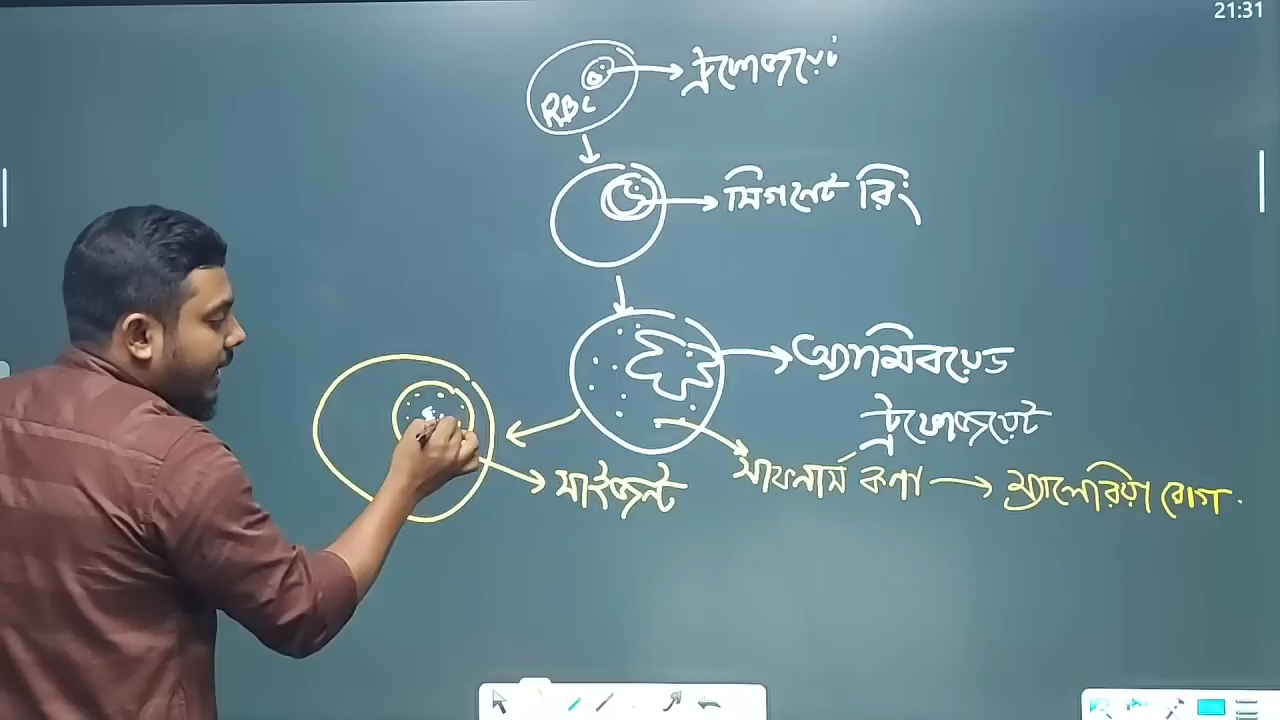 21:31
RBC
ট্রফোজয়েট
সিগনেট রিং
অ্যামিবয়েড
ট্রফোজয়েট
সাফনার্স কণা
ম্যালেরিয়া রোগ
সাইজন্ট